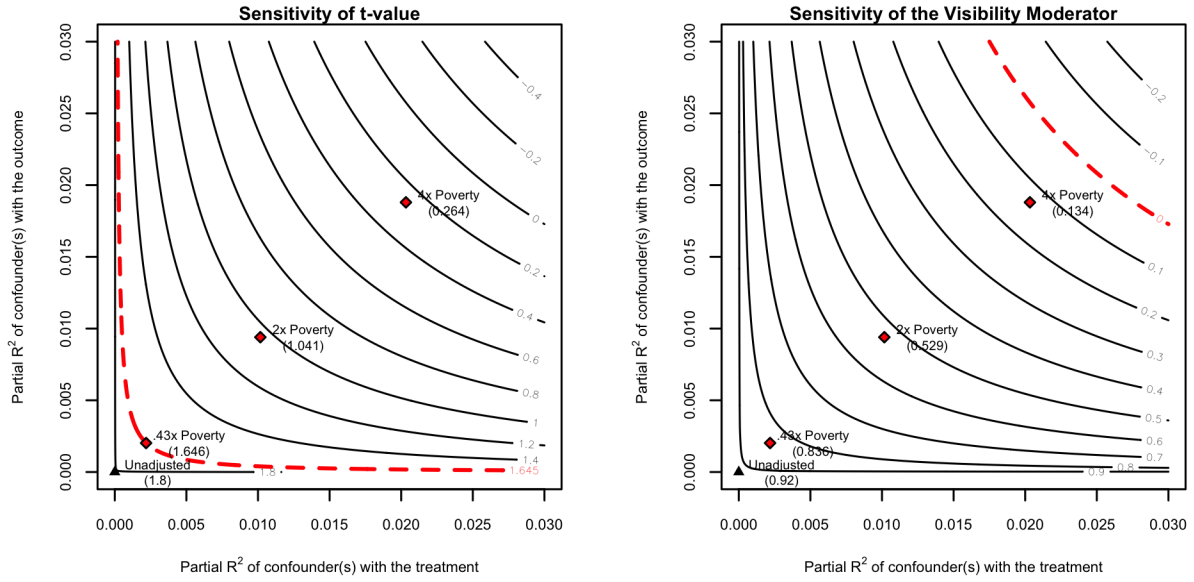 Sensitivity of t-value
Partial R² of confounder(s) with the outcome
0.030
0.025
0.020
0.015
0.010
0.005
0.000
−0.4
−0.2
0
0.2
0.4
0.6
0.8
1
1.2
1.4
1.645
1.8
4x Poverty
(0.264)
2x Poverty
(1.041)
.43x Poverty
(1.646)
Unadjusted
(1.8)
0.000 0.005 0.010 0.015 0.020 0.025 0.030
Partial R² of confounder(s) with the treatment
Sensitivity of the Visibility Moderator
Partial R² of confounder(s) with the outcome
0.030
0.025
0.020
0.015
0.010
0.005
0.000
−0.2
−0.1
0
0.1
0.2
0.3
0.4
0.5
0.6
0.7
0.8
0.9
4x Poverty
(0.134)
2x Poverty
(0.529)
.43x Poverty
(0.836)
Unadjusted
(0.92)
0.000 0.005 0.010 0.015 0.020 0.025 0.030
Partial R² of confounder(s) with the treatment